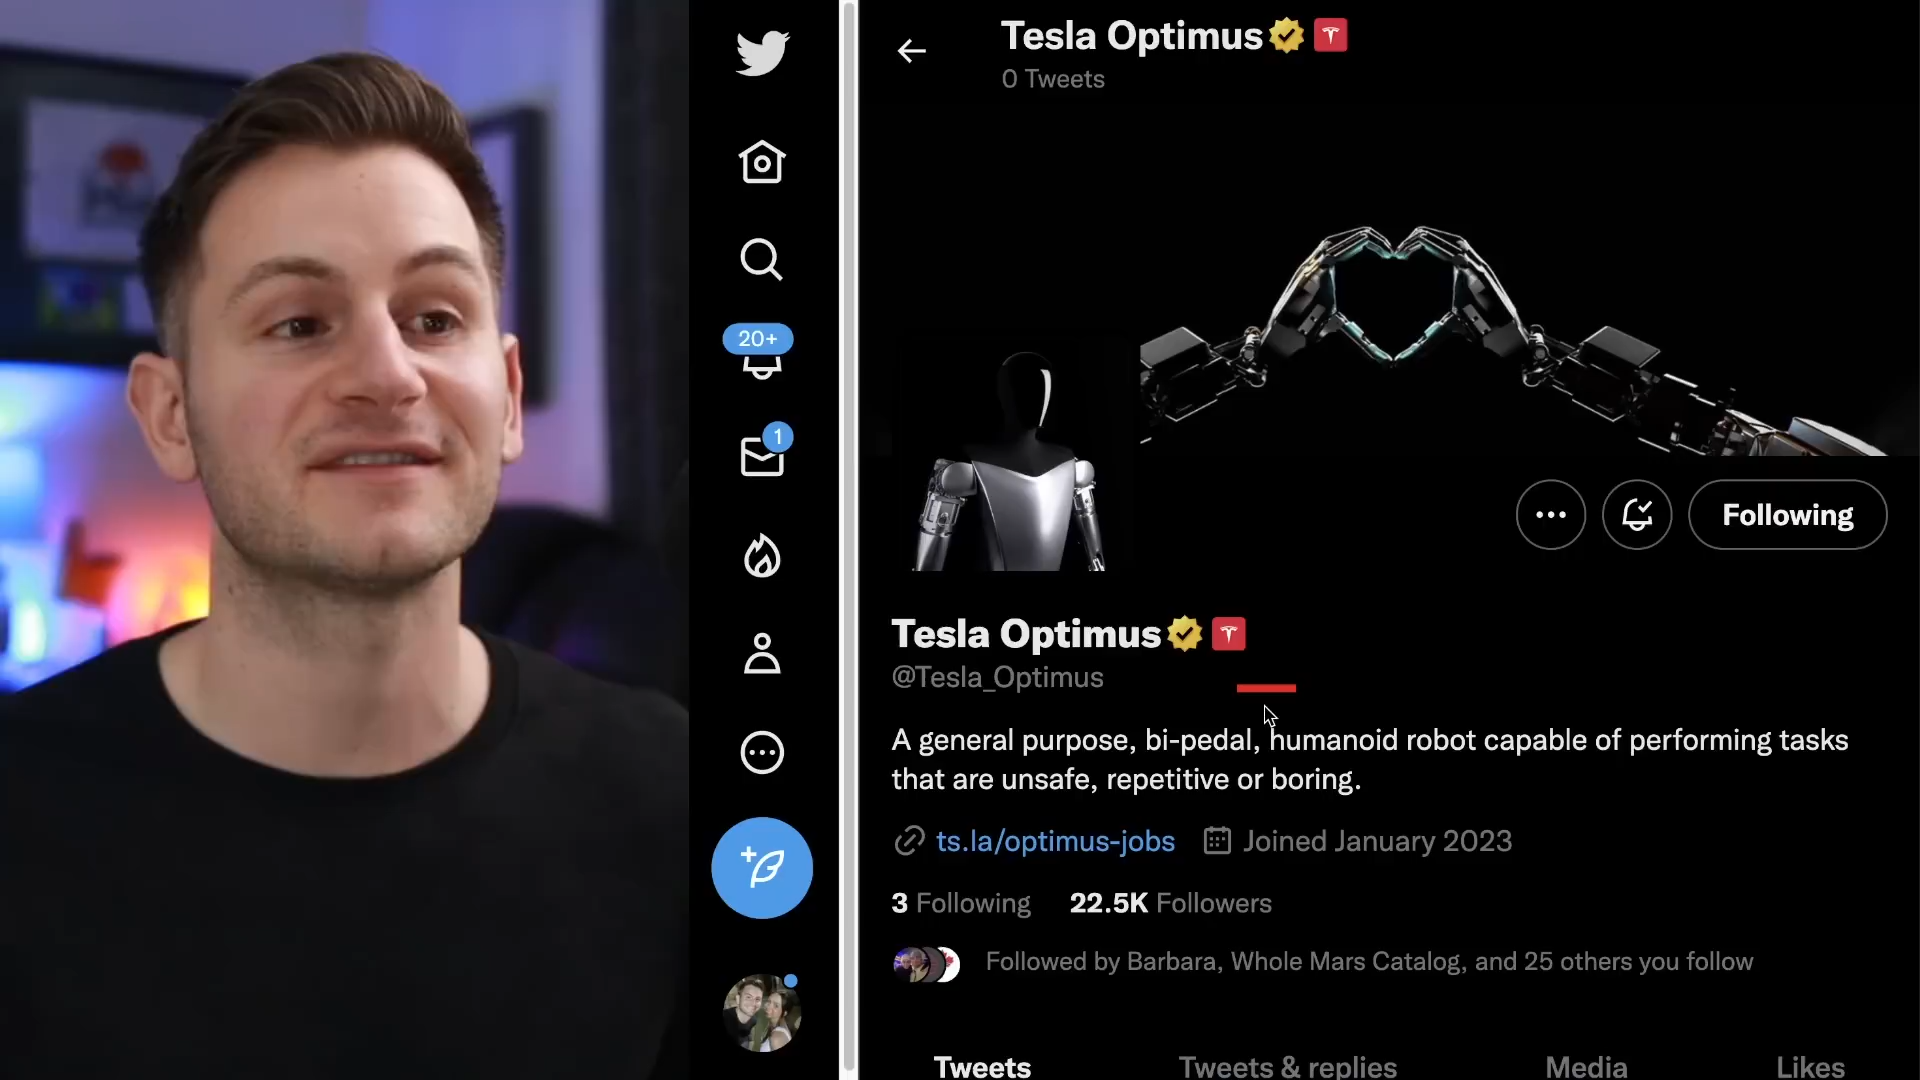 Tesla Optimus
0 Tweets
20+
1
Following
Tesla Optimus
@Tesla_Optimus
A general purpose, bi-pedal, humanoid robot capable of performing tasks
that are unsafe, repetitive or boring.
ts.la/optimus-jobs Joined January 2023
3 Following 22.5K Followers
Followed by Barbara, Whole Mars Catalog, and 25 others you follow
Tweets Tweets & replies Media Likes